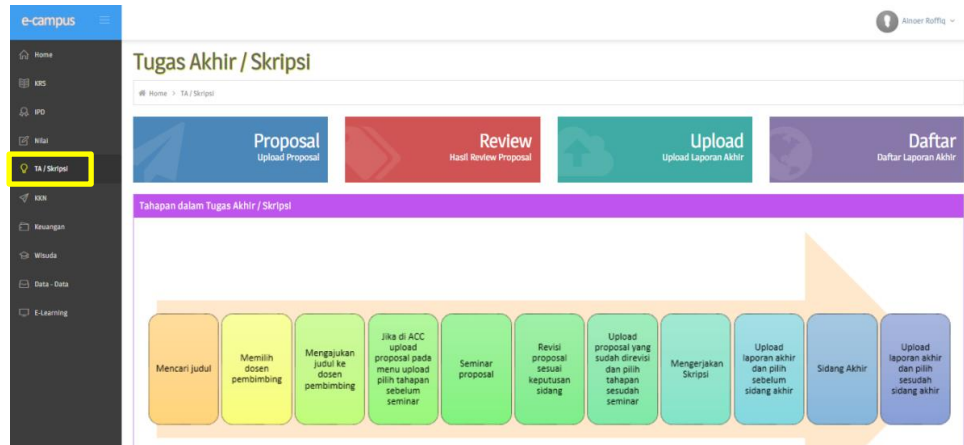 e-campus
Alnoer Roffiq
Home
KRS
IPD
Nilai
TA / Skripsi
KKN
Keuangan
Wisuda
Data - Data
E-Learning
Tugas Akhir / Skripsi
Home > TA / Skripsi
Proposal
Upload Proposal
Review
Hasil Review Proposal
Upload
Upload Laporan Akhir
Daftar
Daftar Laporan Akhir
Tahapan dalam Tugas Akhir / Skripsi
Mencari judul
Memilih
dosen
pembimbing
Mengajukan
judul ke
dosen
pembimbing
Jika di ACC
upload
proposal pada
menu upload
pilih tahapan
sebelum
seminar
Seminar
proposal
Revisi
proposal
sesuai
keputusan
sidang
Upload
proposal yang
sudah direvisi
dan pilih
tahapan
sesudah
seminar
Mengerjakan
Skripsi
Upload
laporan akhir
dan pilih
sebelum
sidang akhir
Sidang Akhir
Upload
laporan akhir
dan pilih
sesudah
sidang akhir